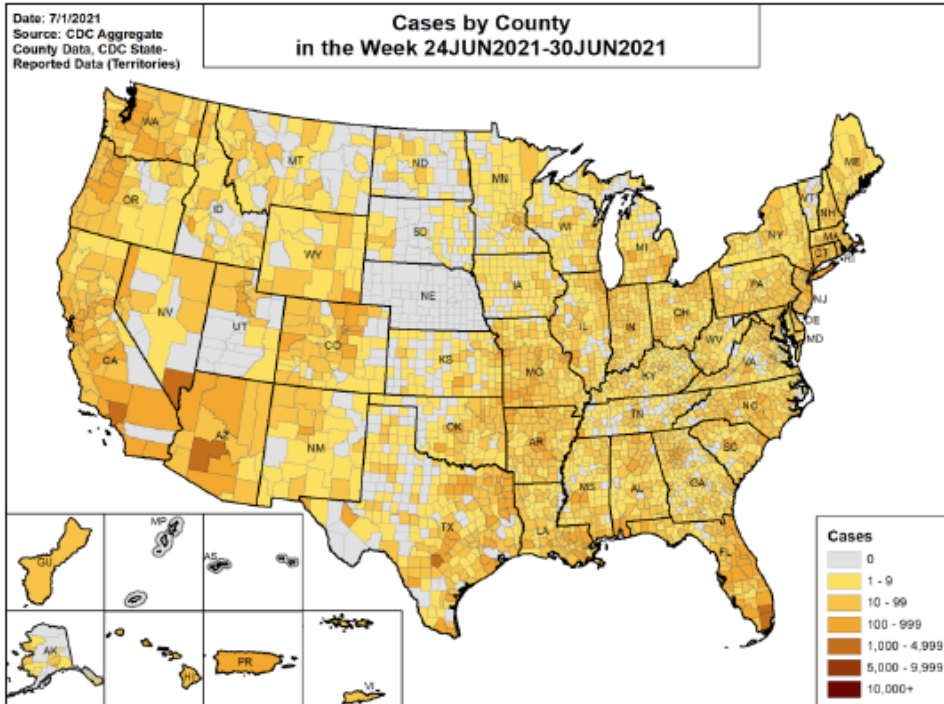 Date: 7/1/2021
Source: CDC Aggregate
County Data, CDC State-
Reported Data (Territories)
Cases by County
in the Week 24JUN2021-30JUN2021
WA
MT
ND
MN
ME
OR
ID
SD
WI
MI
VT
NH
NY
MA
CT
RI
WY
IA
PA
NJ
NE
NV
UT
CO
IL
IN
OH
DE
MD
WV
CA
KS
MO
KY
VA
AZ
NM
OK
AR
TN
NC
SC
MS
AL
GA
TX
LA
FL
GU
MP
AS
AK
HI
PR
VI
Cases
0
1 - 9
10 - 99
100 - 999
1,000 - 4,999
5,000 - 9,999
10,000+